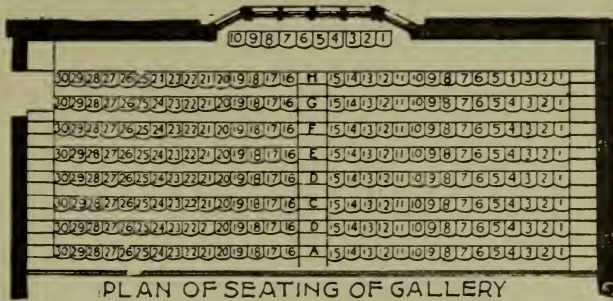 10 9 8 7 6 5 4 3 2 1
30 29 28 27 26 25 21 23 22 21 20 19 18 17 16 H 15 14 13 12 11 10 9 8 7 6 5 4 3 2 1
30 29 28 27 26 25 24 23 22 21 20 19 18 17 16 G 15 14 13 12 11 10 9 8 7 6 5 4 3 2 1
30 29 28 27 26 25 24 23 22 21 20 19 18 17 16 F 15 14 13 12 11 10 9 8 7 6 5 4 3 2 1
30 29 28 27 26 25 24 23 22 21 20 19 18 17 16 E 15 14 13 12 11 10 9 8 7 6 5 4 3 2 1
30 29 28 27 26 25 24 23 22 21 20 19 18 17 16 D 15 14 13 12 11 10 9 8 7 6 5 4 3 2 1
30 29 28 27 26 25 24 23 22 21 20 19 18 17 16 C 15 14 13 12 11 10 9 8 7 6 5 4 3 2 1
30 29 28 27 26 25 24 23 22 21 20 19 18 17 16 D 15 14 13 12 11 10 9 8 7 6 5 4 3 2 1
30 29 28 27 26 25 24 23 22 21 20 19 18 17 16 A 15 14 13 12 11 10 9 8 7 6 5 4 3 2 1
PLAN OF SEATING OF GALLERY